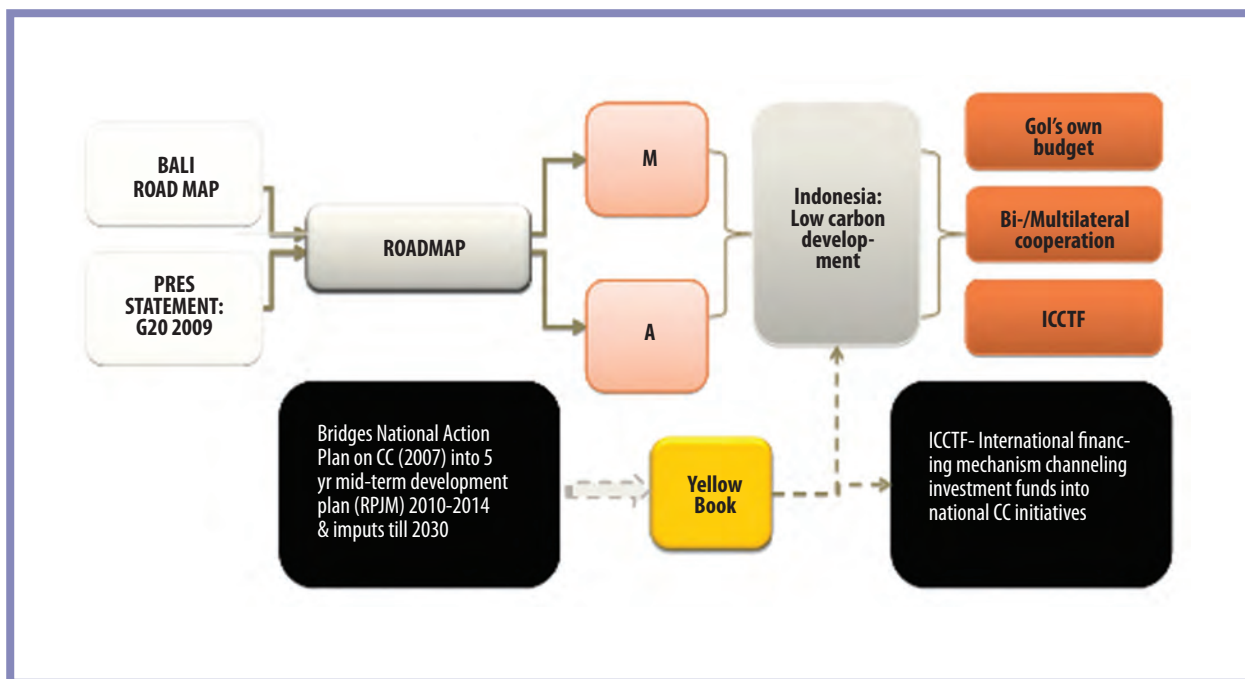 BALI
ROAD MAP
PRES
STATEMENT:
G20 2009
ROADMAP
M
A
Indonesia:
Low carbon
develop-
ment
GoI's own
budget
Bi-/Multilateral
cooperation
ICCTF
Bridges National Action
Plan on CC (2007) into 5
yr mid-term development
plan (RPJM) 2010-2014
& imputs till 2030
Yellow
Book
ICCTF- International financ-
ing mechanism channeling
investment funds into
national CC initiatives